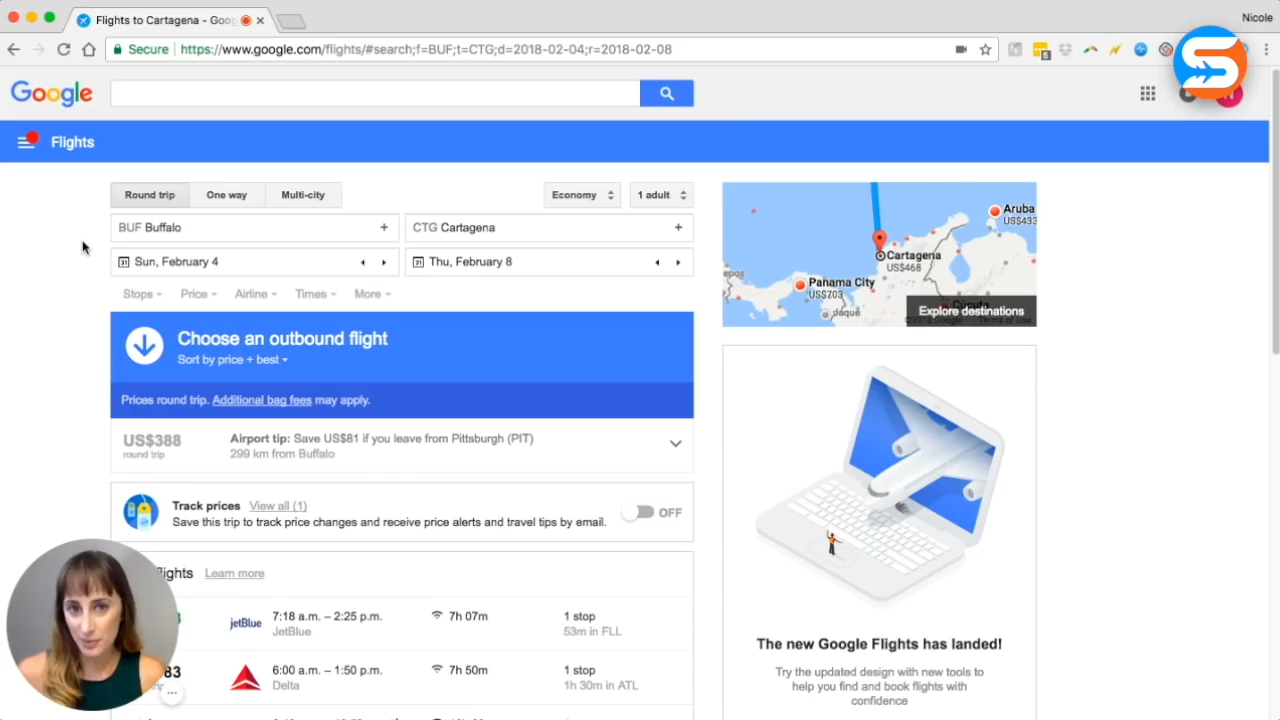 Flights to Cartagena - Goog
Nicole
Secure
https://www.google.com/flights/#search;f=BUF;t=CTG;d=2018-02-04;r=2018-02-08
Google
Flights
Round trip
One way
Multi-city
Economy
1 adult
BUF Buffalo
CTG Cartagena
Sun, February 4
Thu, February 8
Stops
Price
Airline
Times
More
Aruba
US$433
Cartagena
US$468
Panama City
US$703
Explore destinations
Choose an outbound flight
Sort by price + best
Prices round trip. Additional bag fees may apply.
US$388
round trip
Airport tip: Save US$81 if you leave from Pittsburgh (PIT)
299 km from Buffalo
Track prices View all (1)
Save this trip to track price changes and receive price alerts and travel tips by email.
OFF
flights Learn more
jetBlue
7:18 a.m. – 2:25 p.m.
JetBlue
7h 07m
1 stop
53m in FLL
6:00 a.m. – 1:50 p.m.
Delta
7h 50m
1 stop
1h 30m in ATL
The new Google Flights has landed!
Try the updated design with new tools to
help you find and book flights with
confidence